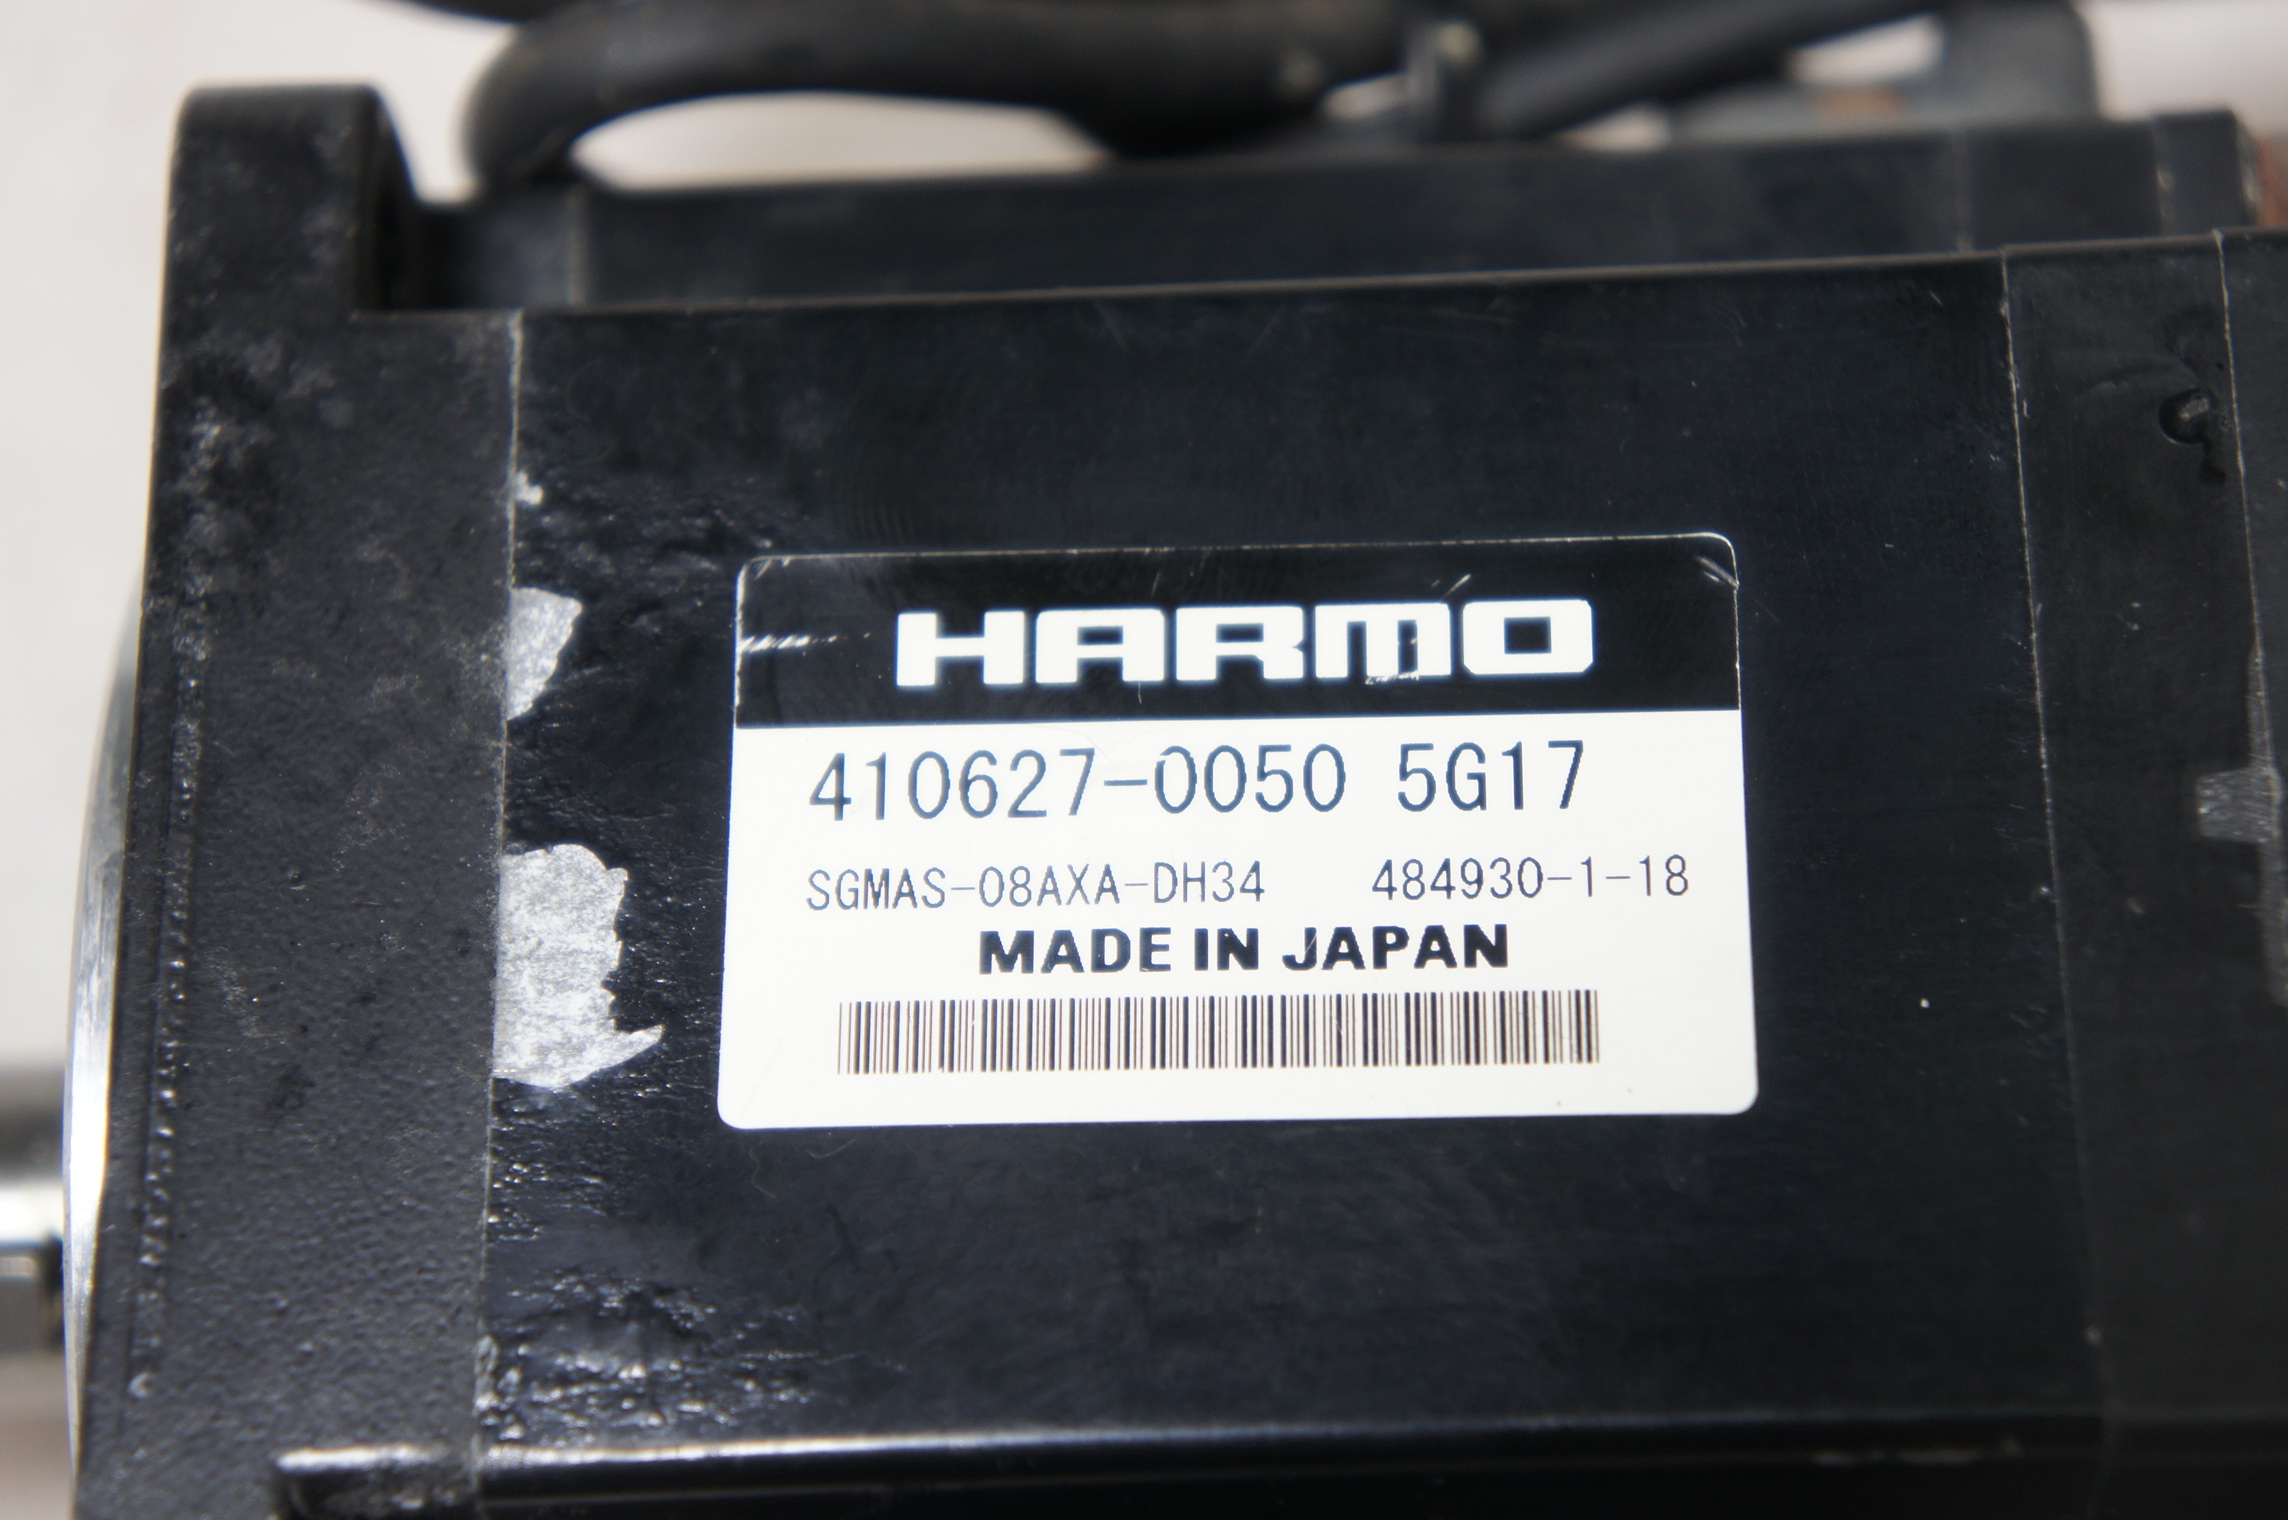 HARMO
410627-0050 5G17
SGMAS-08AXA-DH34 484930-1-18
MADE IN JAPAN